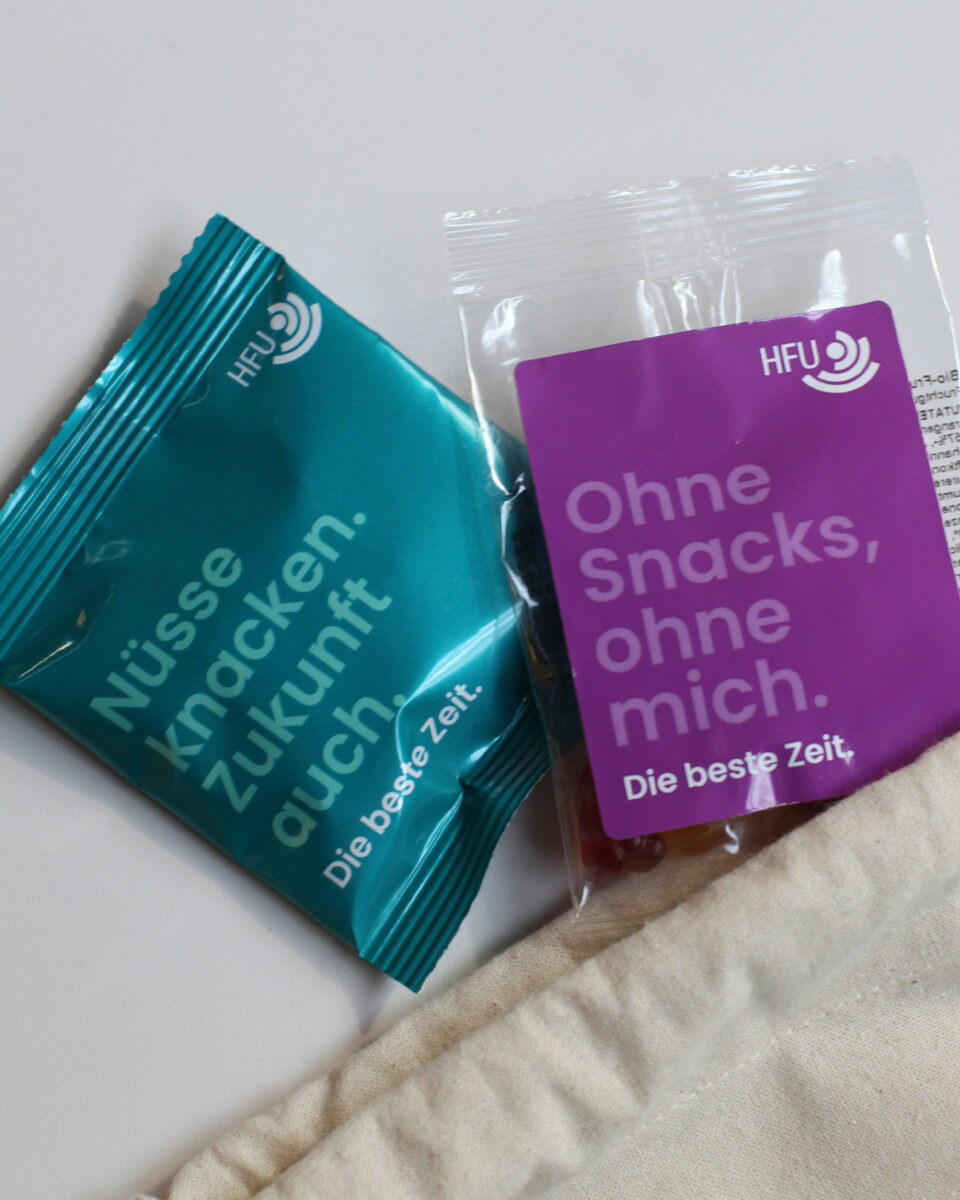 HFU
Nüsse
knacken.
Zukunft
auch.
Die beste Zeit.
HFU
Ohne
Snacks,
ohne
mich.
Die beste Zeit.